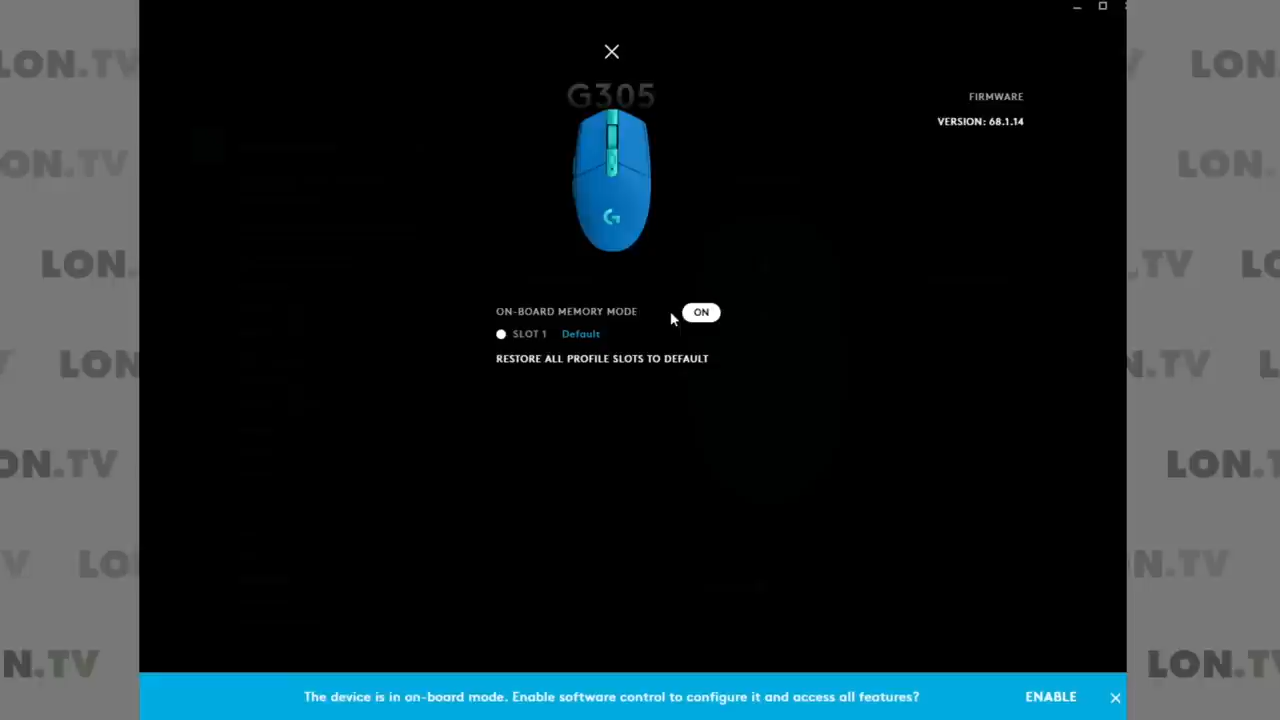 G305
FIRMWARE
VERSION: 68.1.14
ON-BOARD MEMORY MODE
ON
SLOT 1 Default
RESTORE ALL PROFILE SLOTS TO DEFAULT
The device is in on-board mode. Enable software control to configure it and access all features?
ENABLE
LON.TV